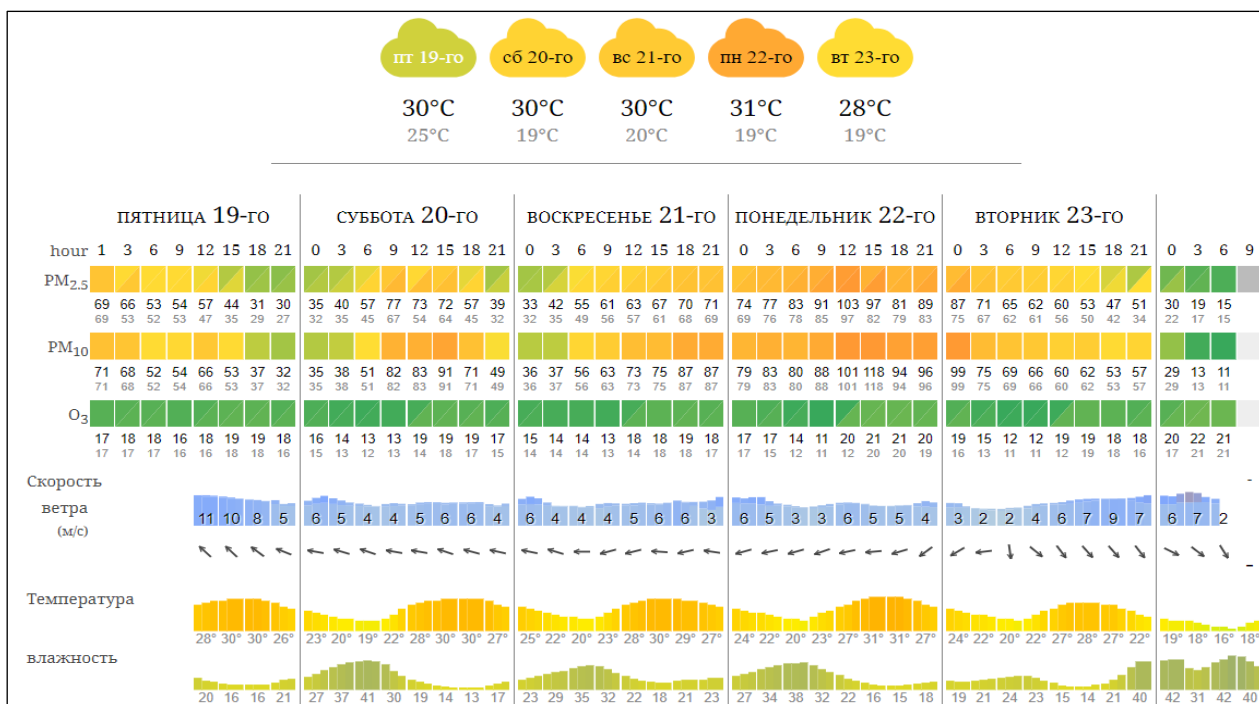 пт 19-го сб 20-го вс 21-го пн 22-го вт 23-го
30°C 30°C 30°C 31°C 28°C
25°C 19°C 20°C 19°C 19°C
ПЯТНИЦА 19-ГО СУББОТА 20-ГО ВОСКРЕСЕНЬЕ 21-ГО ПОНЕДЕЛЬНИК 22-ГО ВТОРНИК 23-ГО
hour 1 3 6 9 12 15 18 21 0 3 6 9 12 15 18 21 0 3 6 9 12 15 18 21 0 3 6 9 12 15 18 21 0 3 6 9 12 15 18 21 0 3 6 9
PM2.5
69 66 53 54 57 44 31 30 35 40 57 77 73 72 57 39 33 42 55 61 63 67 70 71 74 77 83 91 103 97 81 89 87 71 65 62 60 53 47 51 30 19 15
69 53 52 53 47 35 29 27 32 35 45 67 54 64 45 32 32 35 49 56 57 61 68 69 69 76 78 85 97 82 79 83 75 68 62 61 56 50 42 34 22 17 15
PM10
71 68 52 54 66 53 37 32 35 38 51 82 83 91 71 49 36 37 56 63 73 75 87 87 79 83 80 88 101 118 94 96 99 75 69 66 60 62 53 57 29 13 11
71 68 52 54 66 53 37 32 35 38 51 82 83 91 71 49 36 37 56 63 73 75 87 87 79 83 80 88 101 118 94 96 99 75 69 66 60 62 53 57 29 13 11
O3
17 18 18 16 18 19 19 18 16 14 13 13 19 19 19 17 15 14 14 13 18 18 19 18 17 17 14 11 20 21 21 20 19 15 12 12 19 19 18 18 20 22 21
17 17 17 16 16 18 18 16 15 13 12 12 14 18 17 15 14 14 14 12 14 18 18 17 17 15 12 11 12 20 20 19 16 13 11 11 12 19 18 16 17 21 21
Скорость
ветра
(м/с)
-
11 10 8 5 6 5 4 4 5 6 6 4 6 4 4 4 5 6 6 3 6 5 3 3 6 5 5 4 3 2 2 4 6 7 9 7 6 7 2
-
Температура
28° 30° 30° 26° 23° 20° 19° 22° 28° 30° 30° 27° 25° 22° 20° 23° 28° 30° 29° 27° 24° 22° 20° 23° 27° 31° 31° 27° 24° 22° 20° 22° 27° 28° 27° 22° 19° 18° 16° 18°
влажность
20 16 16 21 27 37 41 30 19 14 13 17 23 29 35 32 22 18 21 23 27 34 38 32 22 16 15 18 19 21 24 23 15 14 21 40 42 31 42 40